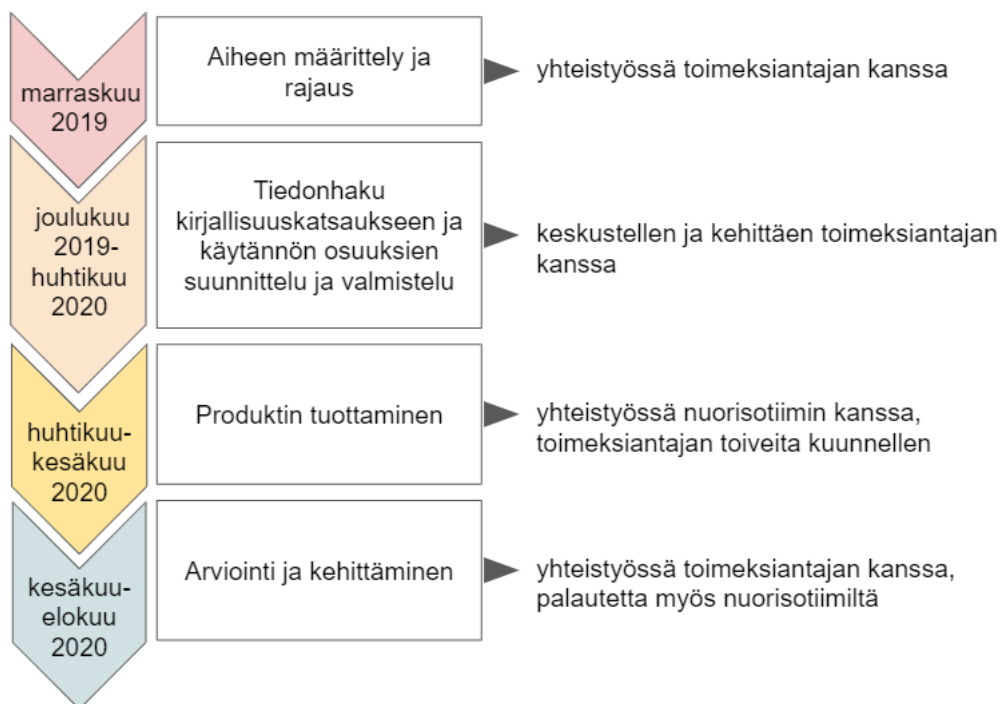 marraskuu
2019
Aiheen määrittely ja
rajaus
yhteistyössä toimeksiantajan kanssa
joulukuu
2019-
huhtikuu
2020
Tiedonhaku
kirjallisuuskatsaukseen ja
käytännön osuuksien
suunnittelu ja valmistelu
keskustellen ja kehittäen toimeksiantajan
kanssa
huhtikuu-
kesäkuu
2020
Produktin tuottaminen
yhteistyössä nuorisotiimin kanssa,
toimeksiantajan toiveita kuunnellen
kesäkuu-
elokuu
2020
Arviointi ja kehittäminen
yhteistyössä toimeksiantajan kanssa,
palautetta myös nuorisotiimiltä